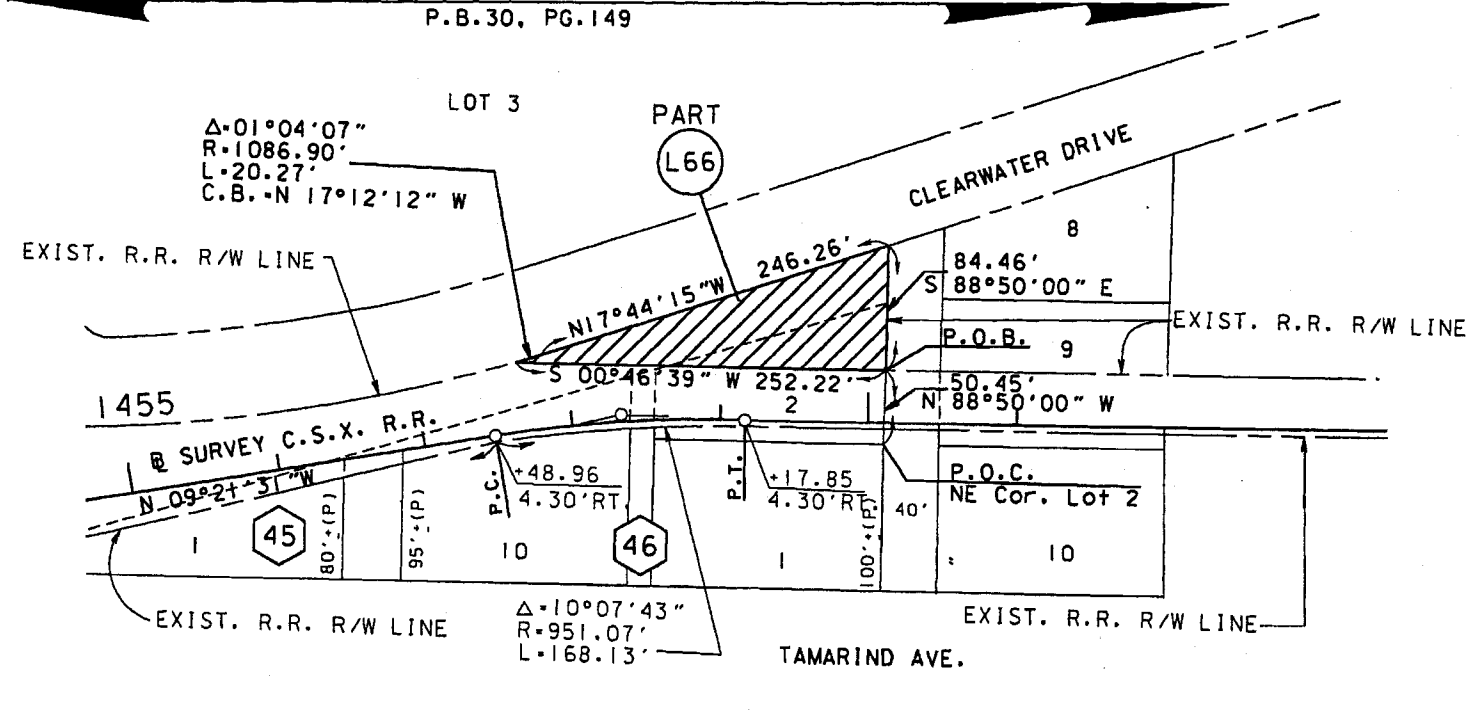 P.B.30, PG.149
LOT 3
PART
L66
Δ=01°04'07"
R=1086.90'
L=20.27'
C.B.=N 17°12'12" W
CLEARWATER DRIVE
8
EXIST. R.R. R/W LINE
246.26'
84.46'
S 88°50'00" E
N17°44'15"W
EXIST. R.R. R/W LINE
P.O.B.
9
S 00°46'39" W 252.22'
50.45'
N 88°50'00" W
1455
2
℄ SURVEY C.S.X. R.R.
P.O.C.
NE Cor. Lot 2
+48.96
4.30'RT.
+17.85
4.30'RT.
P.C.
P.T.
N 09°21'31"W
80'±(P)
95'±(P)
100'±(P)
40'
1
45
10
46
1
10
Δ=10°07'43"
R=951.07'
L=168.13'
EXIST. R.R. R/W LINE
EXIST. R.R. R/W LINE
TAMARIND AVE.